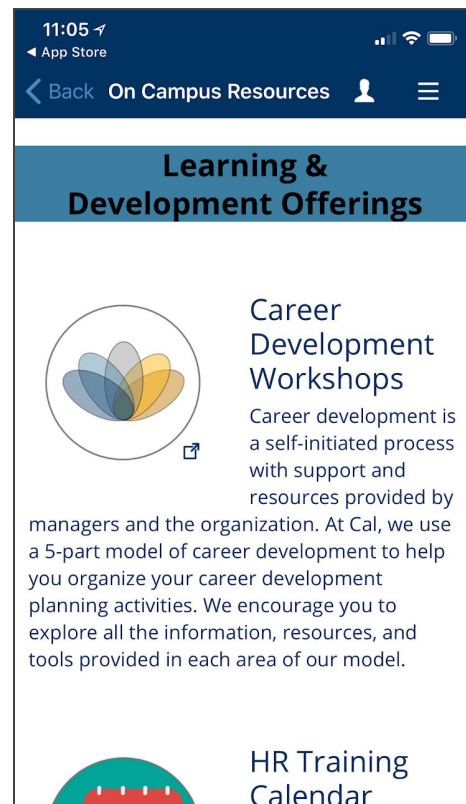 11:05
◀ App Store
Back On Campus Resources
Learning &
Development Offerings
Career
Development
Workshops
Career development is
a self-initiated process
with support and
resources provided by
managers and the organization. At Cal, we use
a 5-part model of career development to help
you organize your career development
planning activities. We encourage you to
explore all the information, resources, and
tools provided in each area of our model.
HR Training
Calendar